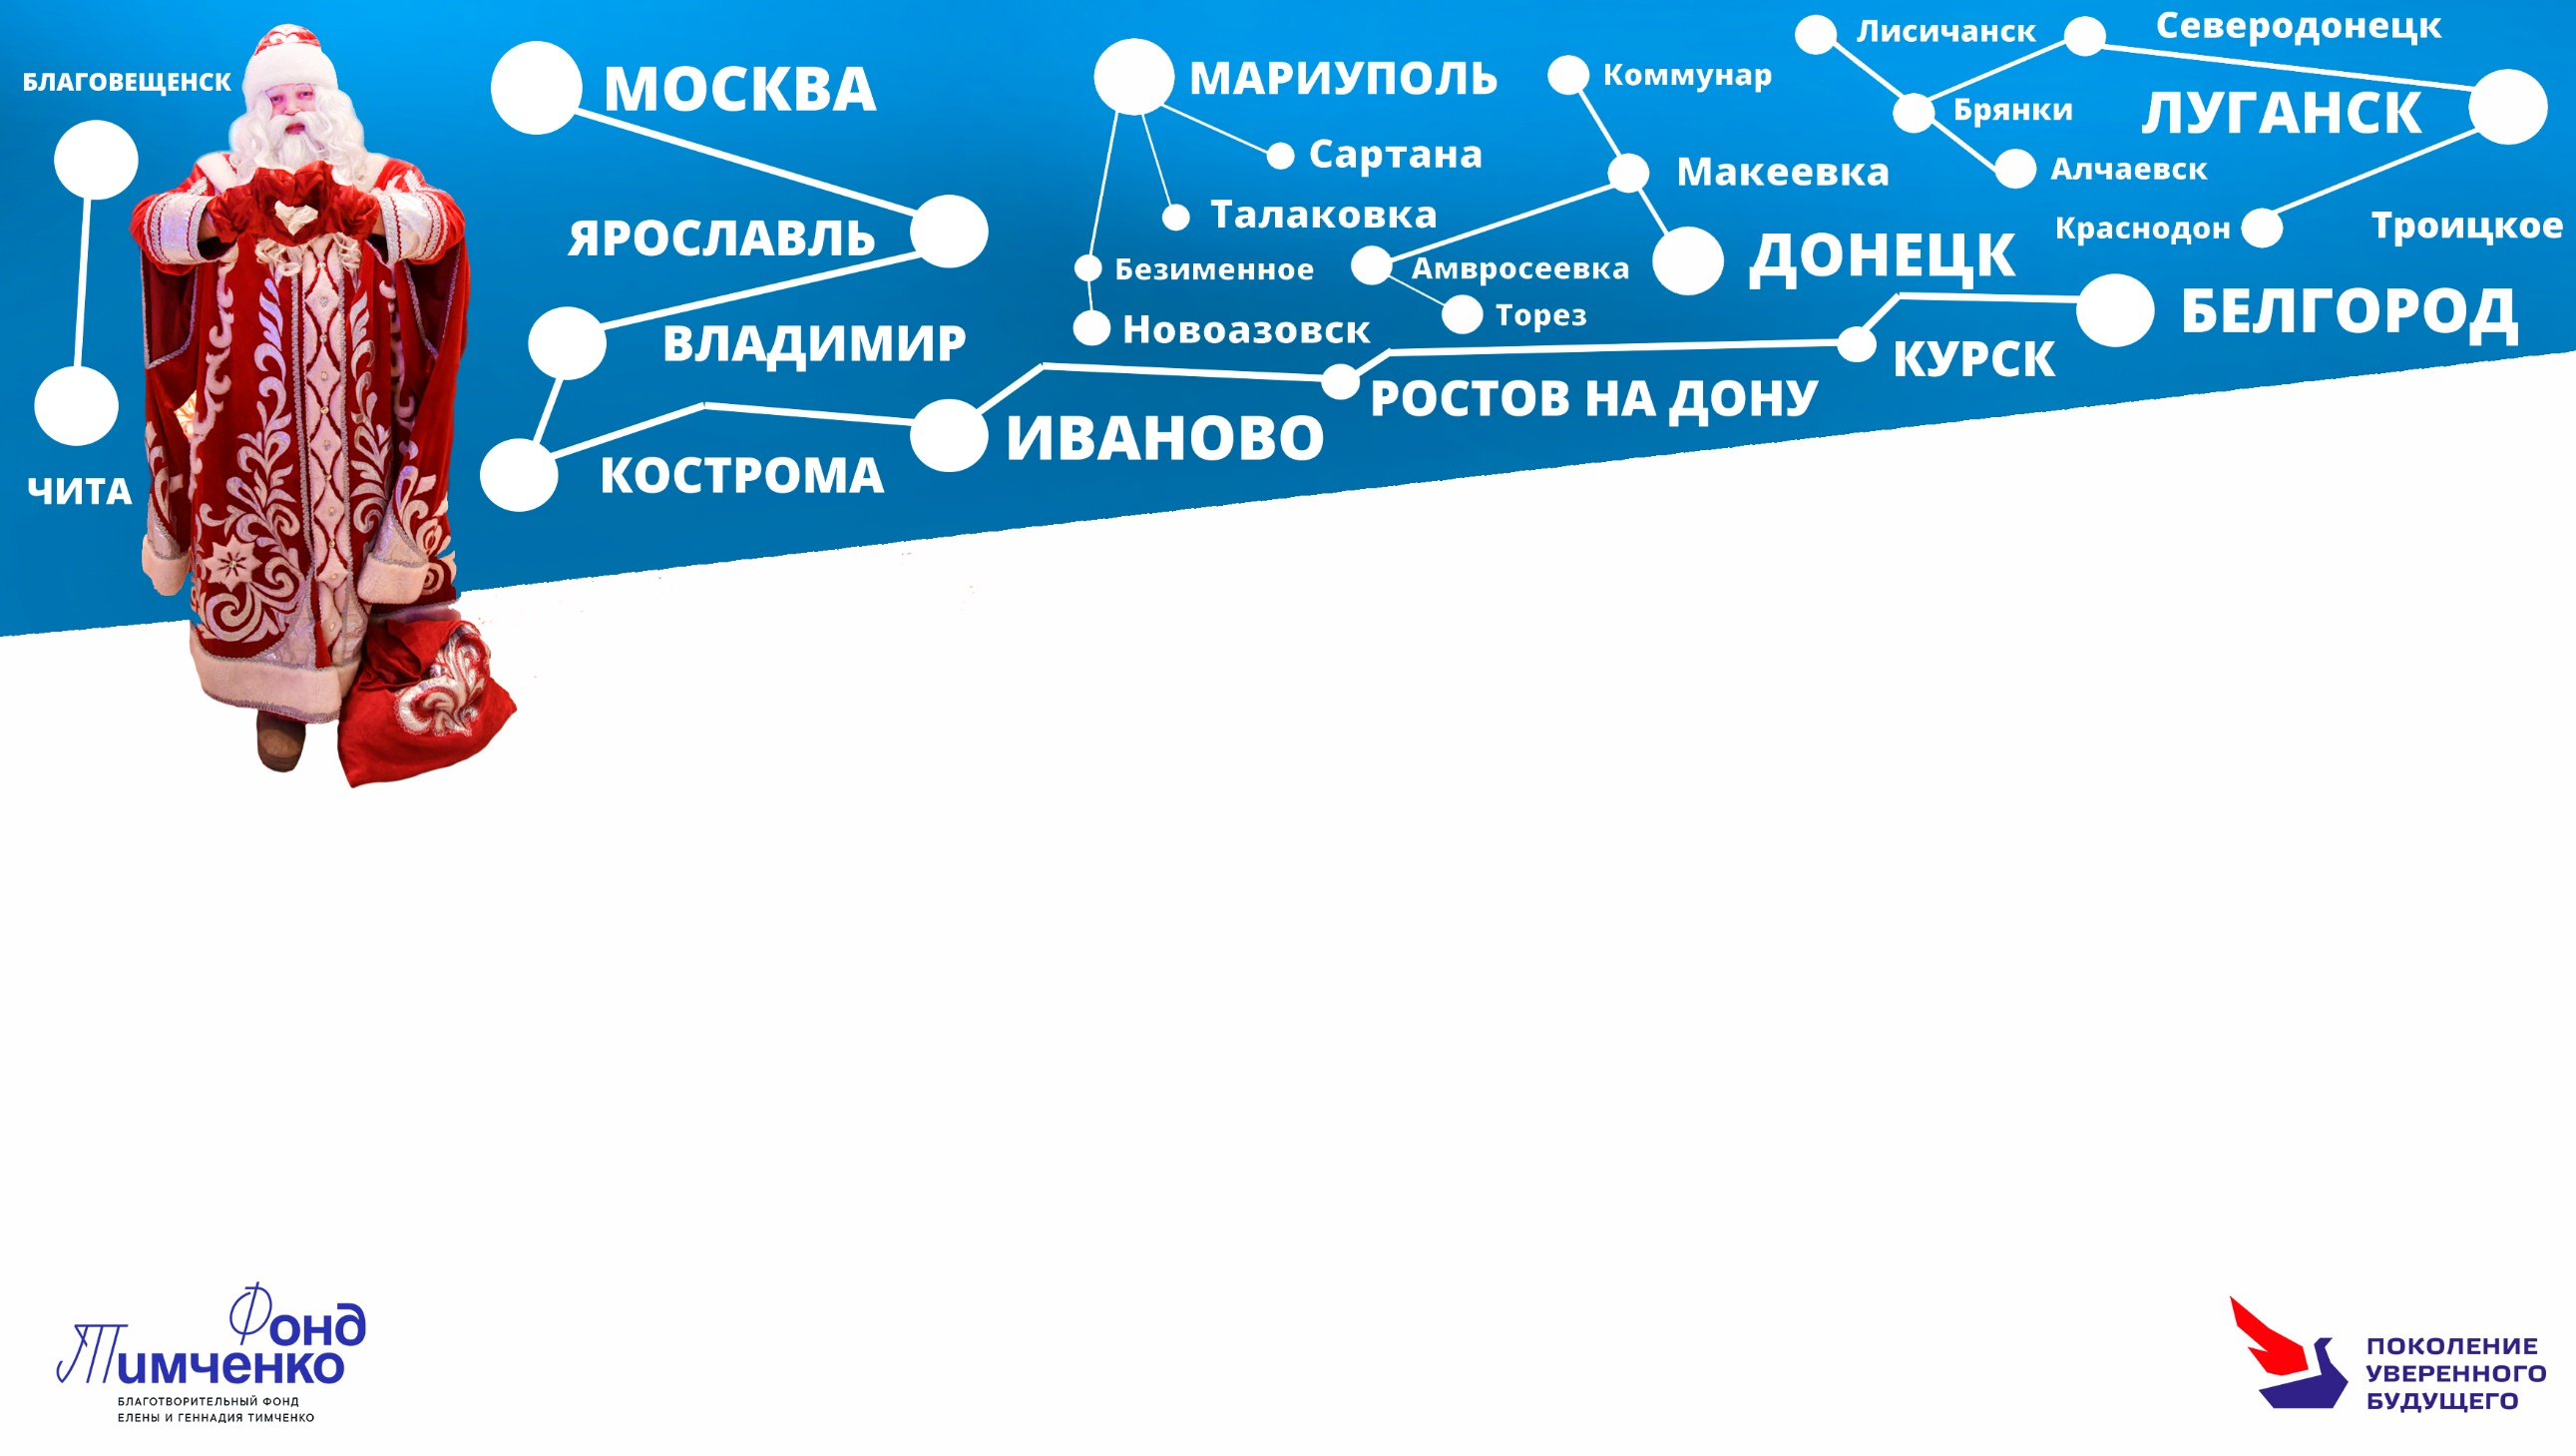 БЛАГОВЕЩЕНСК
ЧИТА
МОСКВА
ЯРОСЛАВЛЬ
ВЛАДИМИР
КОСТРОМА
ИВАНОВО
МАРИУПОЛЬ
Сартана
Талаковка
Безименное
Новоазовск
Коммунар
Макеевка
Амвросеевка
Торез
ДОНЕЦК
РОСТОВ НА ДОНУ
КУРСК
БЕЛГОРОД
Лисичанск
Северодонецк
Брянки
ЛУГАНСК
Алчаевск
Краснодон
Троицкое
Фонд
Тимченко
БЛАГОТВОРИТЕЛЬНЫЙ ФОНД
ЕЛЕНЫ И ГЕННАДИЯ ТИМЧЕНКО
ПОКОЛЕНИЕ
УВЕРЕННОГО
БУДУЩЕГО